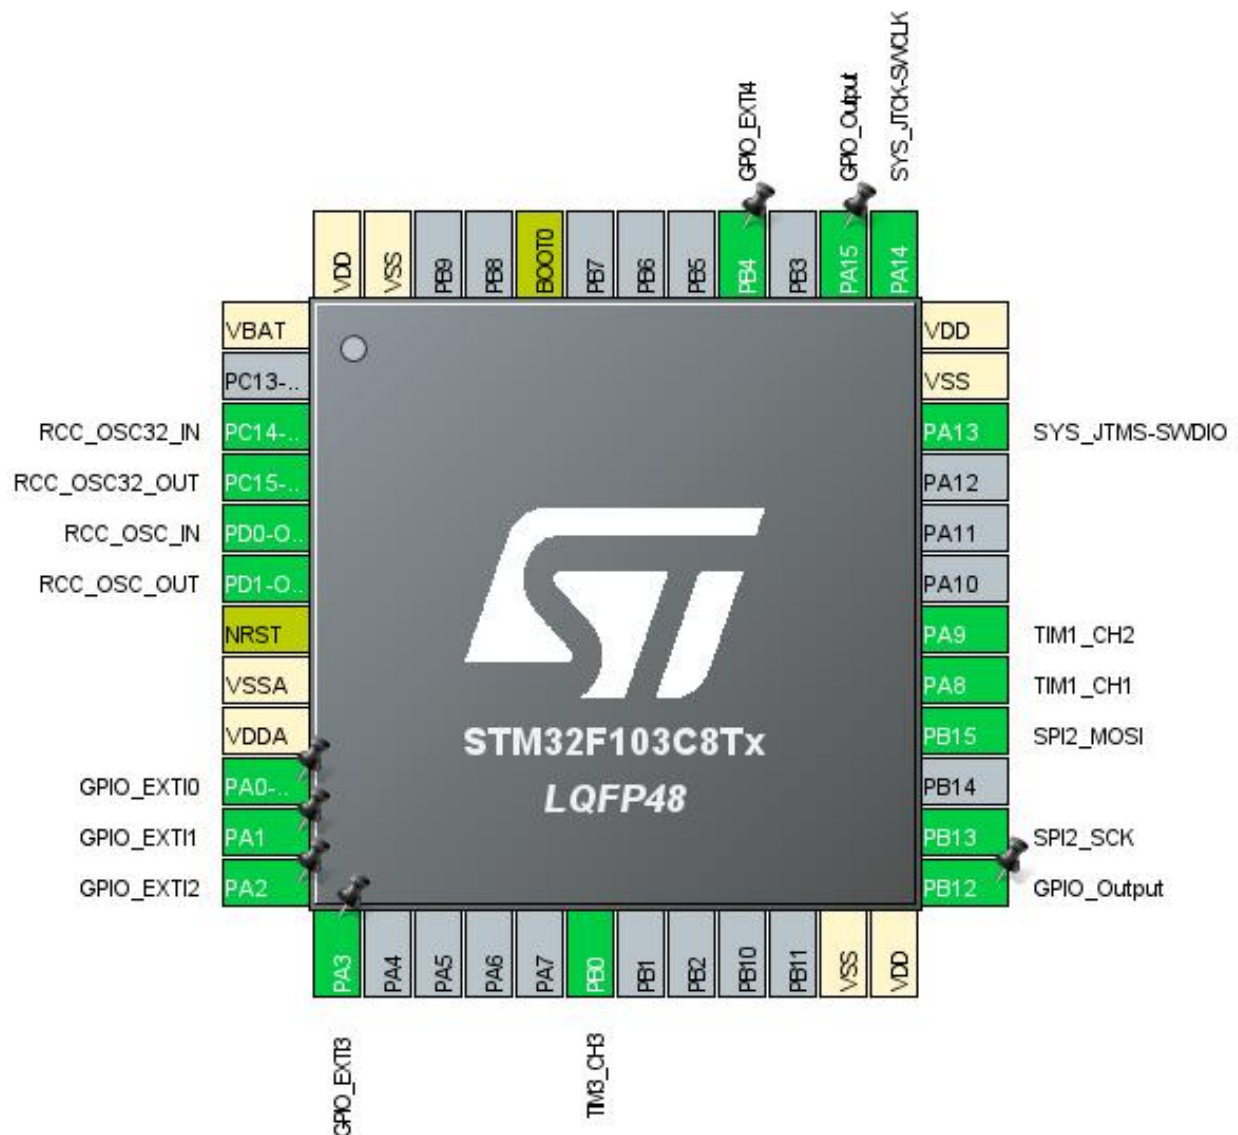 GPIO_EXTI4
GPIO_Output
SYS_JTCK-SWCLK
VDD
VSS
PB9
PB8
BOOT0
PB7
PB6
PB5
PB4
PB3
PA15
PA14
VBAT
VDD
PC13-..
VSS
RCC_OSC32_IN PC14-..
PA13 SYS_JTMS-SWDIO
RCC_OSC32_OUT PC15-..
PA12
RCC_OSC_IN PD0-O..
PA11
RCC_OSC_OUT PD1-O..
PA10
NRST
PA9 TIM1_CH2
VSSA
PA8 TIM1_CH1
VDDA
PB15 SPI2_MOSI
GPIO_EXTI0 PA0-..
PB14
GPIO_EXTI1 PA1
PB13 SPI2_SCK
GPIO_EXTI2 PA2
PB12 GPIO_Output
ST
STM32F103C8Tx
LQFP48
PA3
PA4
PA5
PA6
PA7
PB0
PB1
PB2
PB10
PB11
VSS
VDD
GPIO_EXTI3
TIM3_CH3